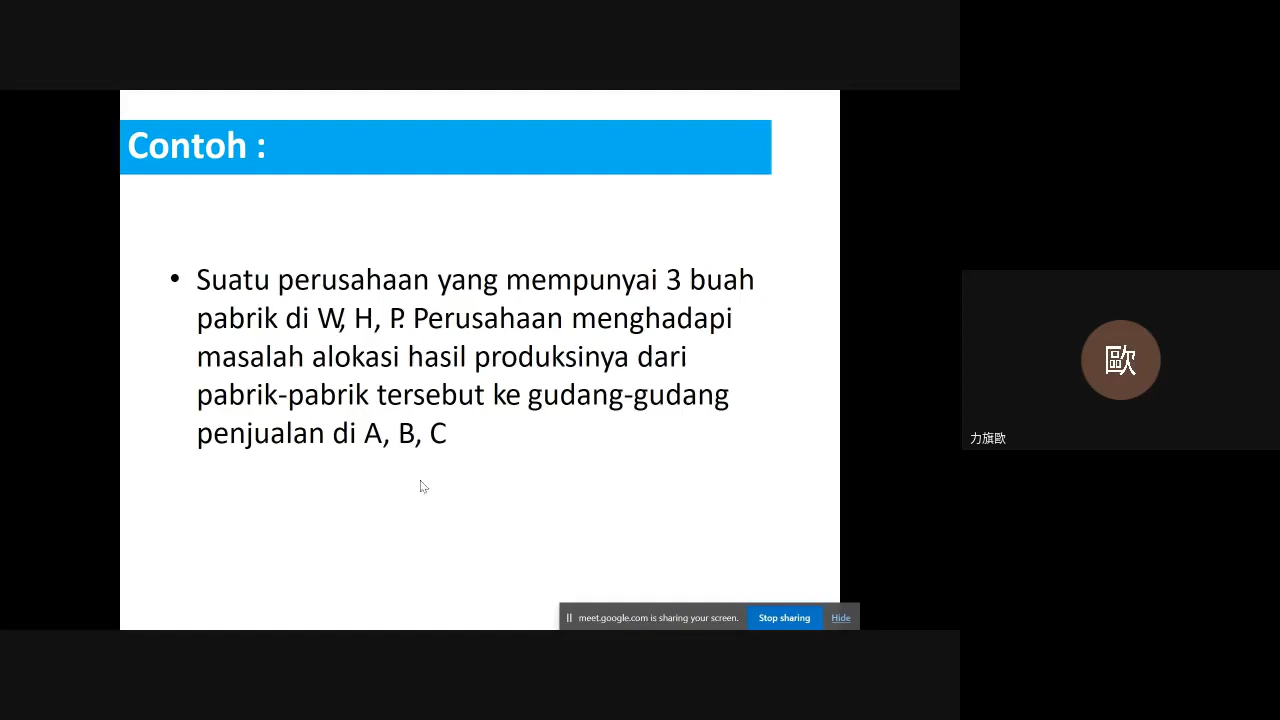 Contoh :
• Suatu perusahaan yang mempunyai 3 buah
pabrik di W, H, P. Perusahaan menghadapi
masalah alokasi hasil produksinya dari
pabrik-pabrik tersebut ke gudang-gudang
penjualan di A, B, C
歐
力旗歐
meet.google.com is sharing your screen. Stop sharing Hide